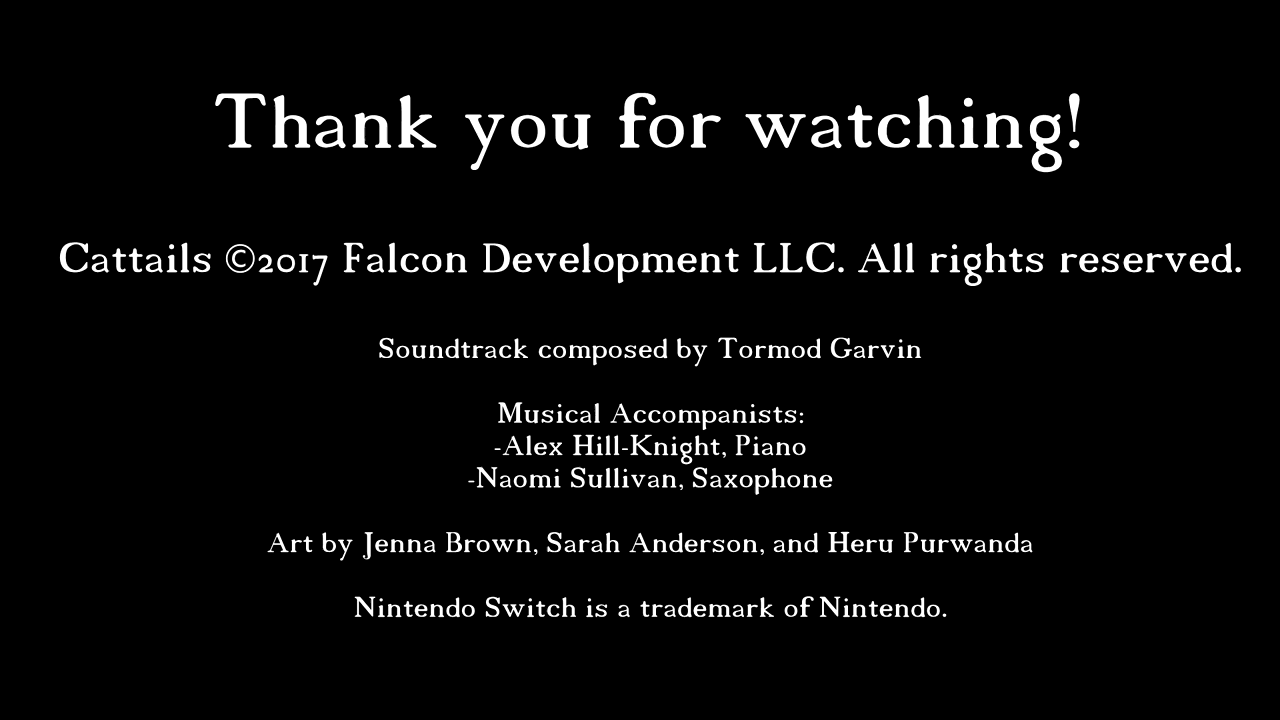 Thank you for watching!
Cattails ©2017 Falcon Development LLC. All rights reserved.
Soundtrack composed by Tormod Garvin
Musical Accompanists:
-Alex Hill-Knight, Piano
-Naomi Sullivan, Saxophone
Art by Jenna Brown, Sarah Anderson, and Heru Purwanda
Nintendo Switch is a trademark of Nintendo.